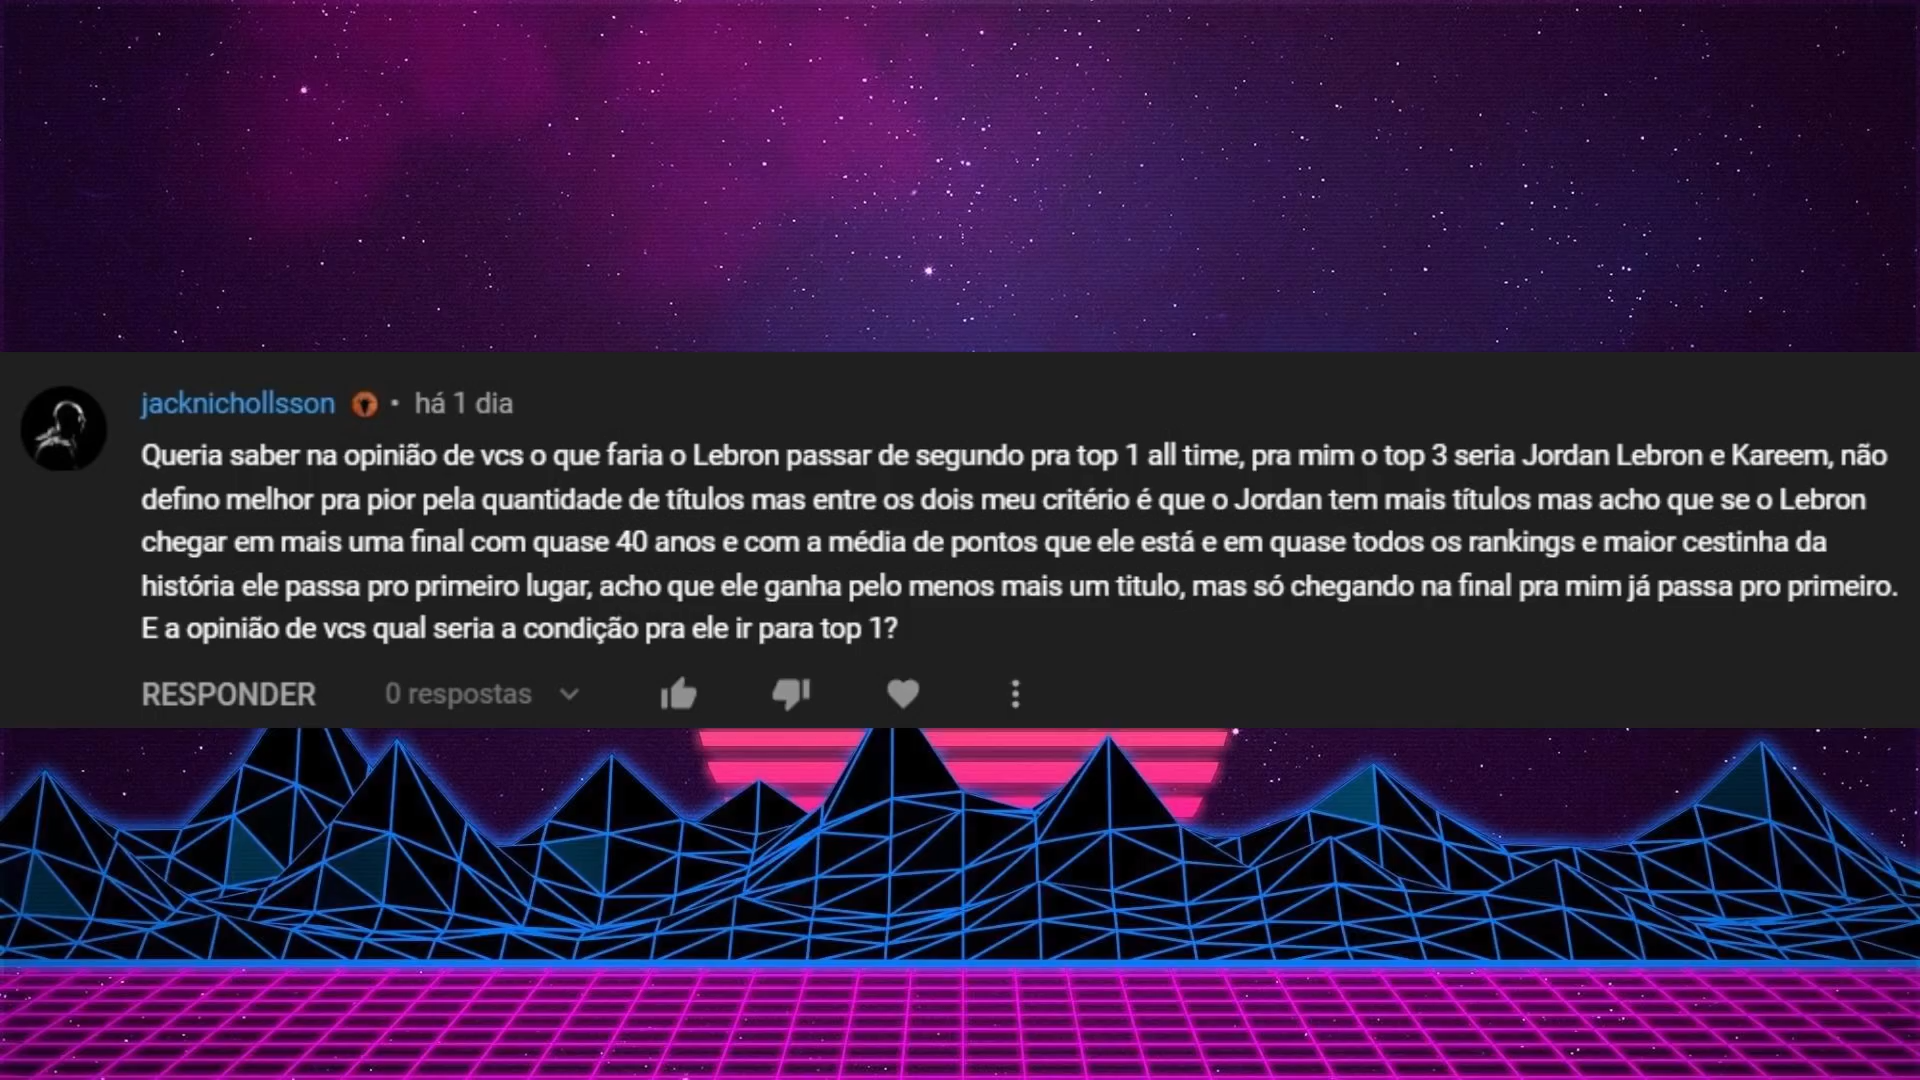 jacknichollsson • há 1 dia
Queria saber na opinião de vcs o que faria o Lebron passar de segundo pra top 1 all time, pra mim o top 3 seria Jordan Lebron e Kareem, não
defino melhor pra pior pela quantidade de títulos mas entre os dois meu critério é que o Jordan tem mais títulos mas acho que se o Lebron
chegar em mais uma final com quase 40 anos e com a média de pontos que ele está e em quase todos os rankings e maior cestinha da
história ele passa pro primeiro lugar, acho que ele ganha pelo menos mais um titulo, mas só chegando na final pra mim já passa pro primeiro.
E a opinião de vcs qual seria a condição pra ele ir para top 1?
RESPONDER 0 respostas